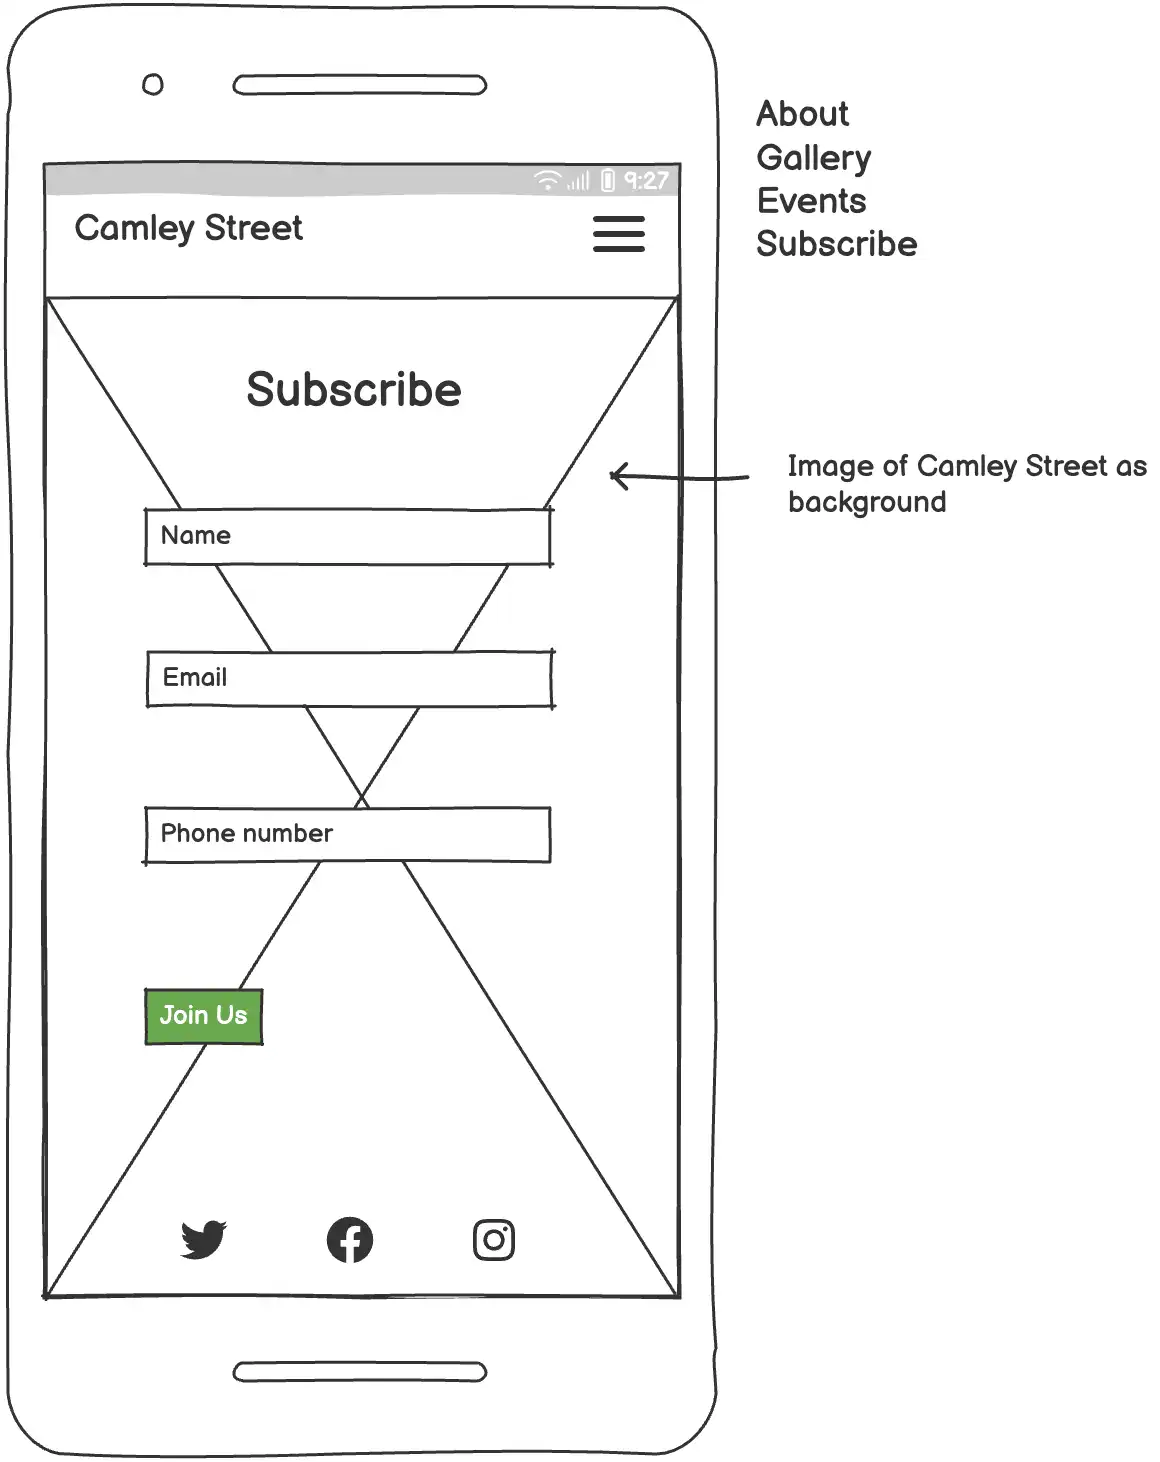 9:27
Camley Street
About
Gallery
Events
Subscribe
Subscribe
Image of Camley Street as
background
Name
Email
Phone number
Join Us